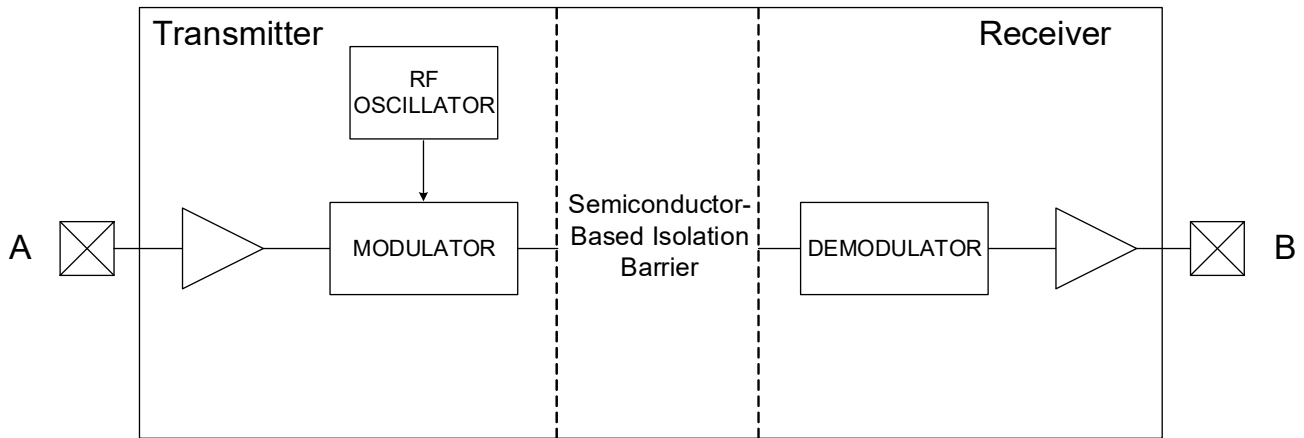 Transmitter
Receiver
RF
OSCILLATOR
A
MODULATOR
Semiconductor-
Based Isolation
Barrier
DEMODULATOR
B